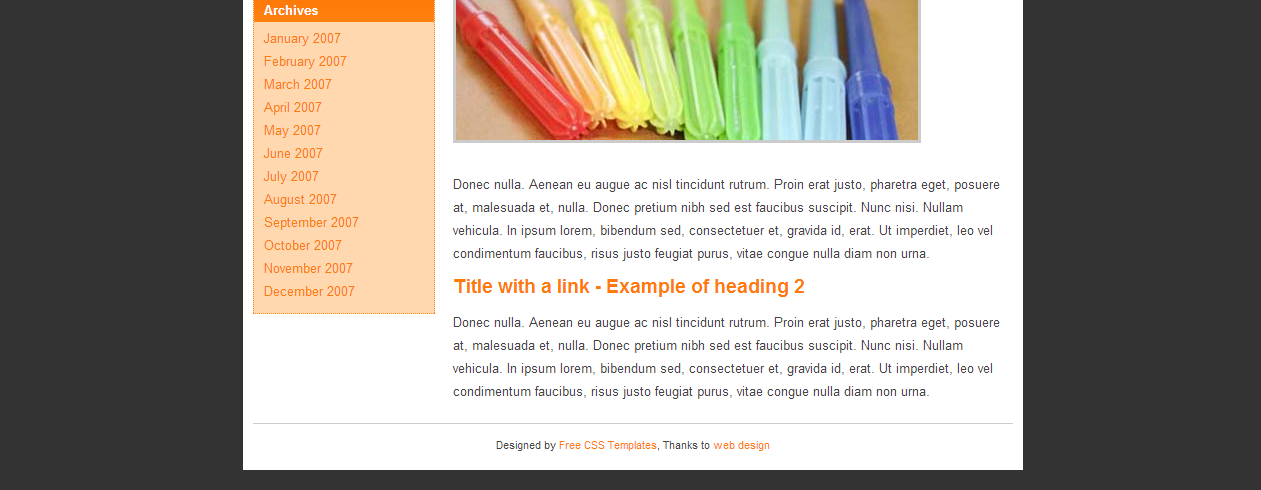 Archives
January 2007
February 2007
March 2007
April 2007
May 2007
June 2007
July 2007
August 2007
September 2007
October 2007
November 2007
December 2007
Donec nulla. Aenean eu augue ac nisl tincidunt rutrum. Proin erat justo, pharetra eget, posuere
at, malesuada et, nulla. Donec pretium nibh sed est faucibus suscipit. Nunc nisi. Nullam
vehicula. In ipsum lorem, bibendum sed, consectetuer et, gravida id, erat. Ut imperdiet, leo vel
condimentum faucibus, risus justo feugiat purus, vitae congue nulla diam non urna.
Title with a link - Example of heading 2
Donec nulla. Aenean eu augue ac nisl tincidunt rutrum. Proin erat justo, pharetra eget, posuere
at, malesuada et, nulla. Donec pretium nibh sed est faucibus suscipit. Nunc nisi. Nullam
vehicula. In ipsum lorem, bibendum sed, consectetuer et, gravida id, erat. Ut imperdiet, leo vel
condimentum faucibus, risus justo feugiat purus, vitae congue nulla diam non urna.
Designed by Free CSS Templates, Thanks to web design